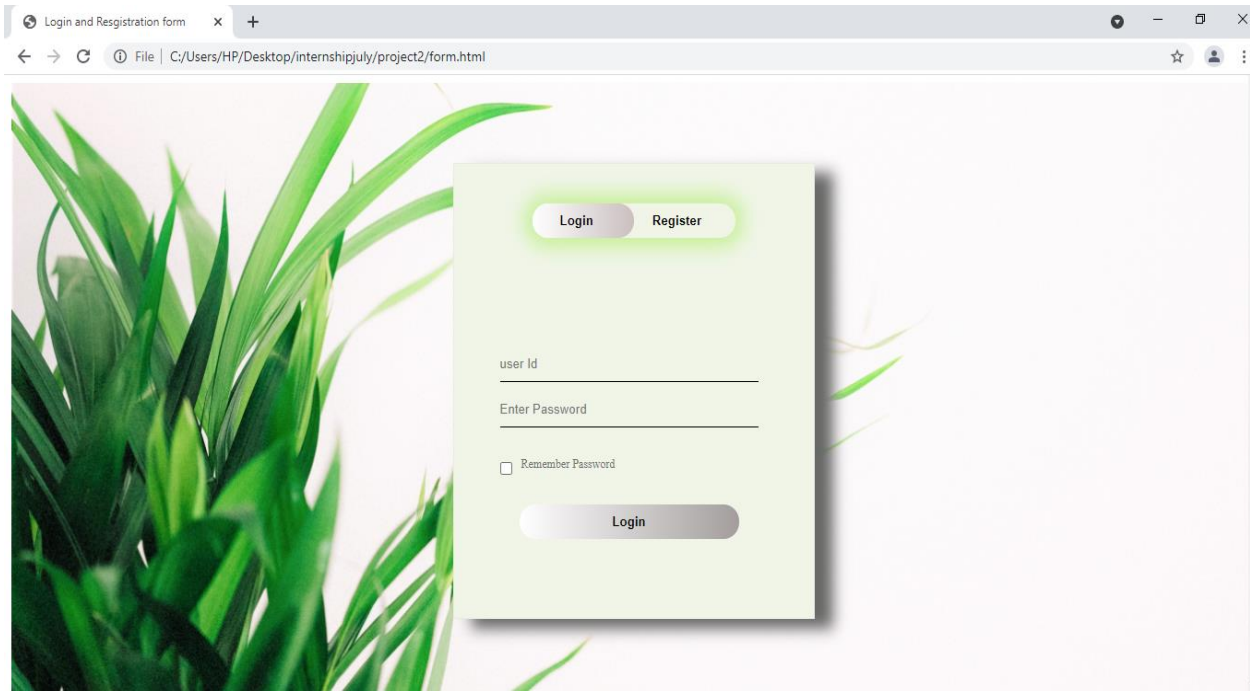 Login and Resgistration form
File C:/Users/HP/Desktop/internshipjuly/project2/form.html
Login Register
user Id
Enter Password
Remember Password
Login